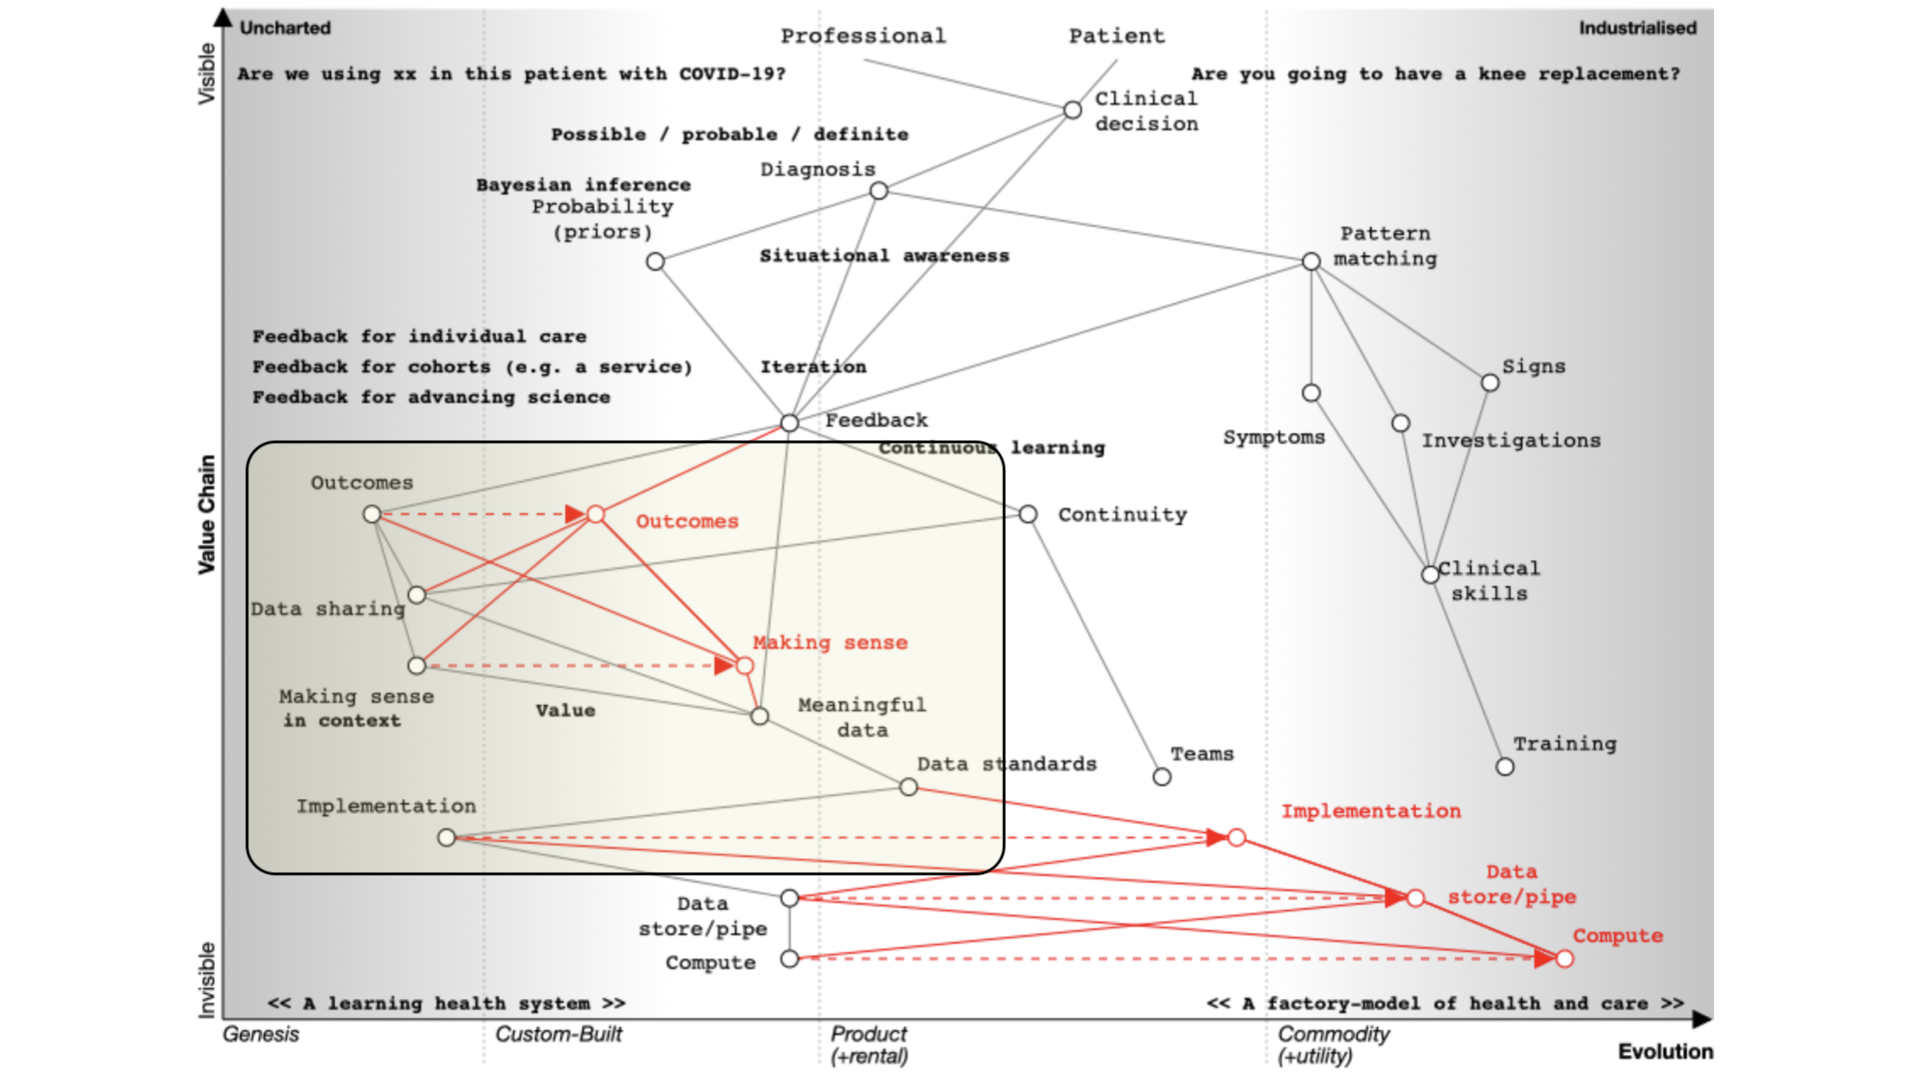 Uncharted
Industrialised
Professional
Patient
Visible
Are we using xx in this patient with COVID-19?
Are you going to have a knee replacement?
Clinical
decision
Possible / probable / definite
Diagnosis
Bayesian inference
Probability
(priors)
Situational awareness
Pattern
matching
Feedback for individual care
Feedback for cohorts (e.g. a service)
Feedback for advancing science
Iteration
Signs
Feedback
Continuous learning
Symptoms
Investigations
Value Chain
Outcomes
Outcomes
Continuity
Data sharing
Clinical
skills
Making sense
Making sense
in context
Value
Meaningful
data
Data standards
Teams
Training
Implementation
Implementation
Data
store/pipe
Data
store/pipe
Compute
Compute
Invisible
<< A learning health system >>
<< A factory-model of health and care >>
Genesis
Custom-Built
Product
(+rental)
Commodity
(+utility)
Evolution